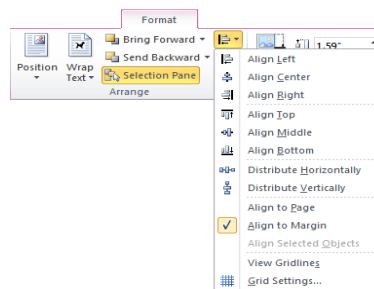 Format
Bring Forward
Send Backward
Selection Pane
Position
Wrap
Text
Arrange
1.59"
Align Left
Align Center
Align Right
Align Top
Align Middle
Align Bottom
Distribute Horizontally
Distribute Vertically
Align to Page
Align to Margin
Align Selected Objects
View Gridlines
Grid Settings...